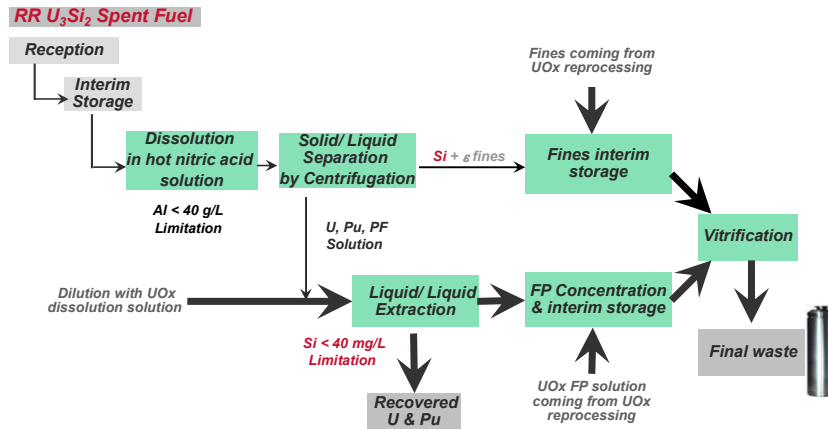 RR U₃Si₂ Spent Fuel
Reception
Interim
Storage
Dissolution
in hot nitric acid
solution
Al < 40 g/L
Limitation
Solid/ Liquid
Separation
by Centrifugation
Si + ε fines
Fines coming from
UOx reprocessing
Fines interim
storage
U, Pu, PF
Solution
Vitrification
Dilution with UOx
dissolution solution
Liquid/ Liquid
Extraction
FP Concentration
& interim storage
Si < 40 mg/L
Limitation
Final waste
Recovered
U & Pu
UOx FP solution
coming from UOx
reprocessing